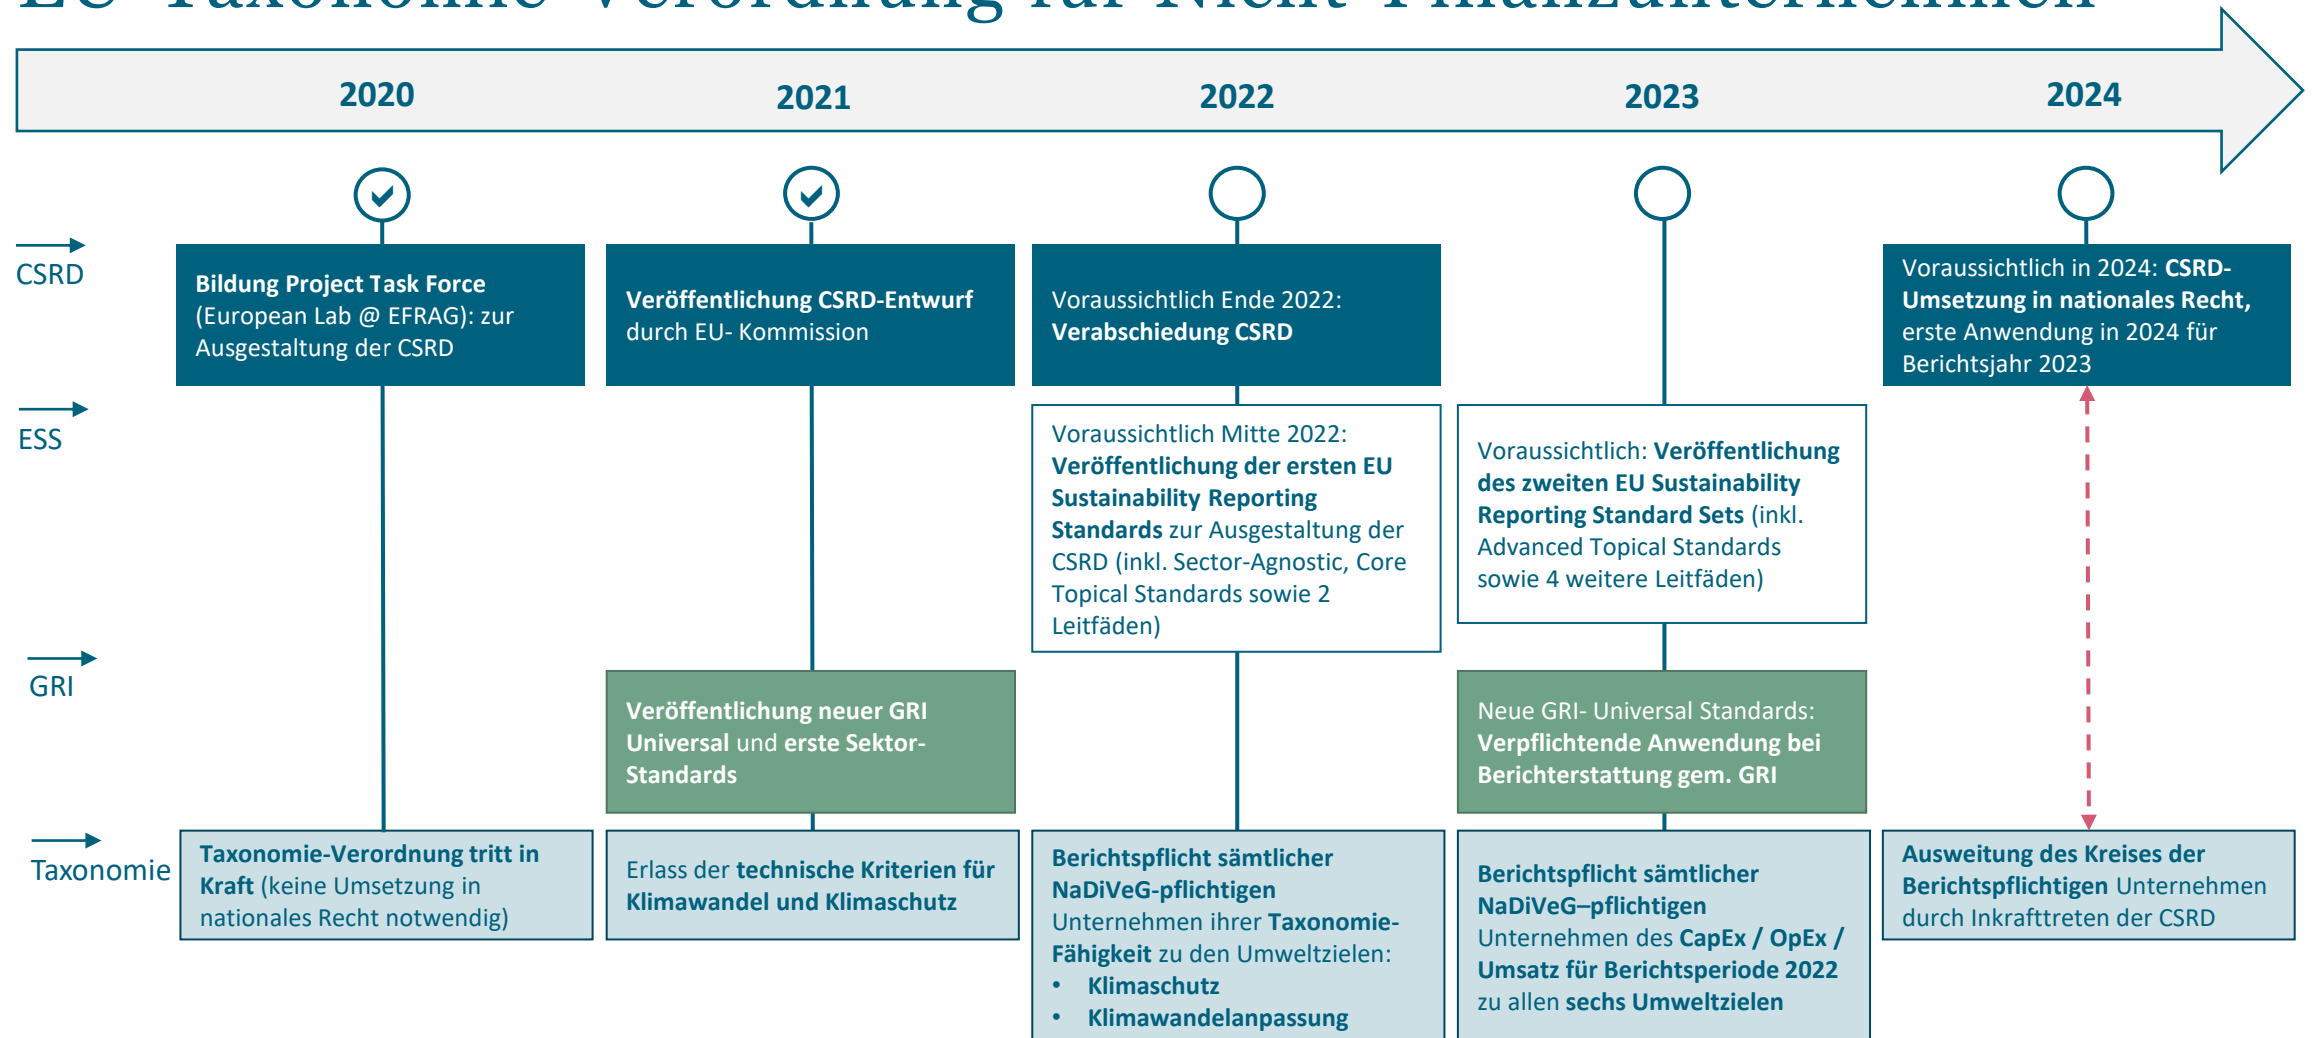 EU-Taxonomie-Verordnung für Nicht-Finanzunternehmen
2020
2021
2022
2023
2024
CSRD
Bildung Project Task Force
(European Lab @ EFRAG): zur
Ausgestaltung der CSRD
Veröffentlichung CSRD-Entwurf
durch EU- Kommission
Voraussichtlich Ende 2022:
Verabschiedung CSRD
Voraussichtlich in 2024: CSRD-
Umsetzung in nationales Recht,
erste Anwendung in 2024 für
Berichtsjahr 2023
ESS
Voraussichtlich Mitte 2022:
Veröffentlichung der ersten EU
Sustainability Reporting
Standards zur Ausgestaltung der
CSRD (inkl. Sector-Agnostic, Core
Topical Standards sowie 2
Leitfäden)
Voraussichtlich: Veröffentlichung
des zweiten EU Sustainability
Reporting Standard Sets (inkl.
Advanced Topical Standards
sowie 4 weitere Leitfäden)
GRI
Veröffentlichung neuer GRI
Universal und erste Sektor-
Standards
Neue GRI- Universal Standards:
Verpflichtende Anwendung bei
Berichterstattung gem. GRI
Taxonomie
Taxonomie-Verordnung tritt in
Kraft (keine Umsetzung in
nationales Recht notwendig)
Erlass der technische Kriterien für
Klimawandel und Klimaschutz
Berichtspflicht sämtlicher
NaDiVeG-pflichtigen
Unternehmen ihrer Taxonomie-
Fähigkeit zu den Umweltzielen:
• Klimaschutz
• Klimawandelanpassung
Berichtspflicht sämtlicher
NaDiVeG–pflichtigen
Unternehmen des CapEx / OpEx /
Umsatz für Berichtsperiode 2022
zu allen sechs Umweltzielen
Ausweitung des Kreises der
Berichtspflichtigen Unternehmen
durch Inkrafttreten der CSRD